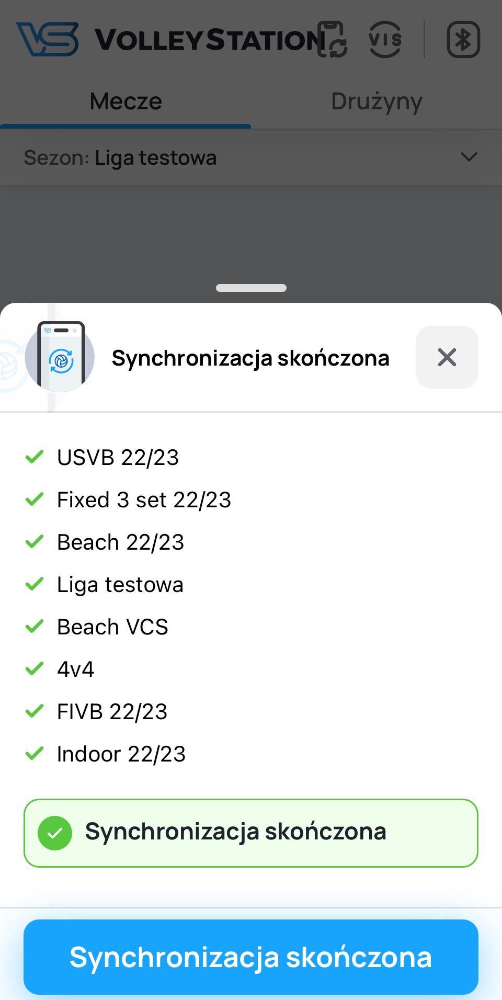 VS VOLLEYSTATION VIS
Mecze Drużyny
Sezon: Liga testowa
Synchronizacja skończona
USVB 22/23
Fixed 3 set 22/23
Beach 22/23
Liga testowa
Beach VCS
4v4
FIVB 22/23
Indoor 22/23
Synchronizacja skończona
Synchronizacja skończona